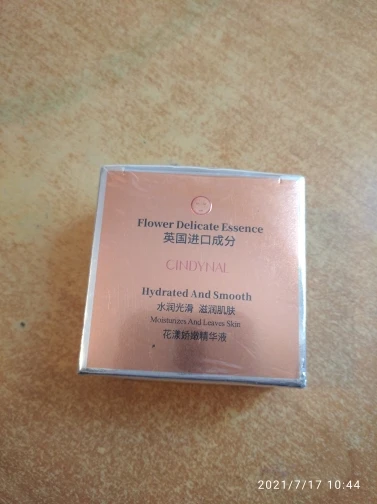 Flower Delicate Essence
英国进口成分
CINDYNAL
Hydrated And Smooth
水润光滑 滋润肌肤
Moisturizes And Leaves Skin
花漾娇嫩精华液
2021/7/17 10:44